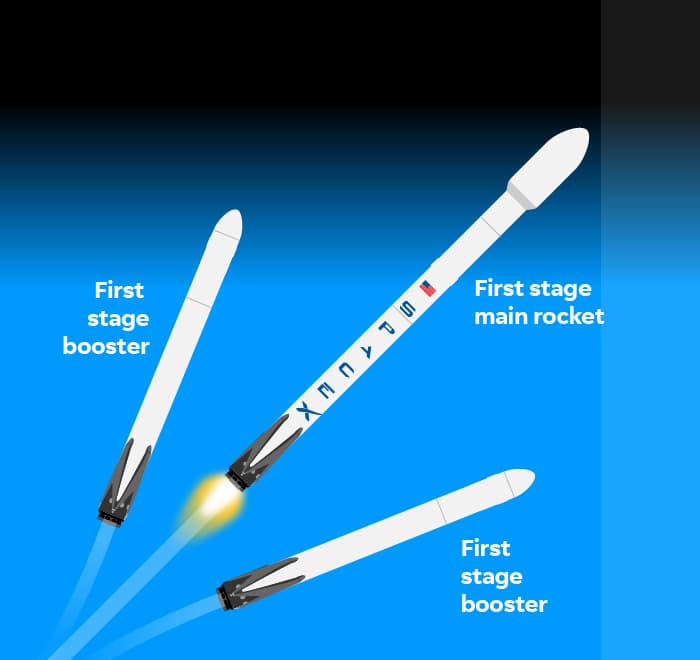 First
stage
booster
First stage
main rocket
SPACEX
First
stage
booster